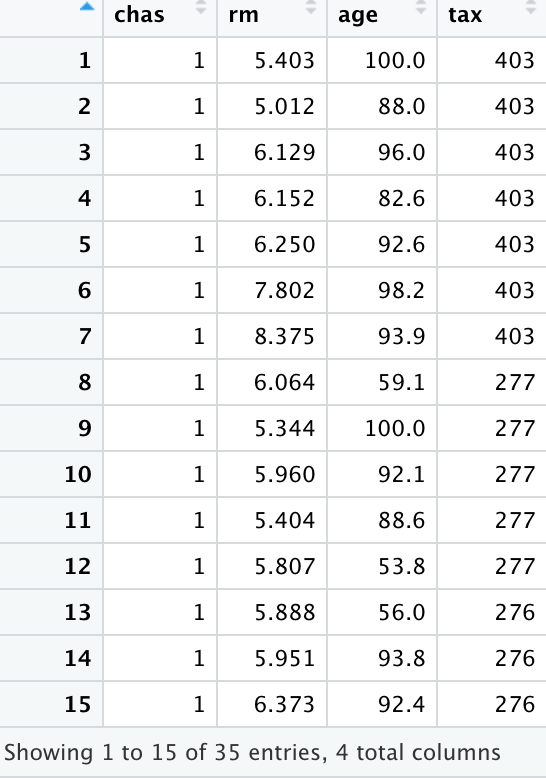 chas rm age tax
1 1 5.403 100.0 403
2 1 5.012 88.0 403
3 1 6.129 96.0 403
4 1 6.152 82.6 403
5 1 6.250 92.6 403
6 1 7.802 98.2 403
7 1 8.375 93.9 403
8 1 6.064 59.1 277
9 1 5.344 100.0 277
10 1 5.960 92.1 277
11 1 5.404 88.6 277
12 1 5.807 53.8 277
13 1 5.888 56.0 276
14 1 5.951 93.8 276
15 1 6.373 92.4 276
Showing 1 to 15 of 35 entries, 4 total columns